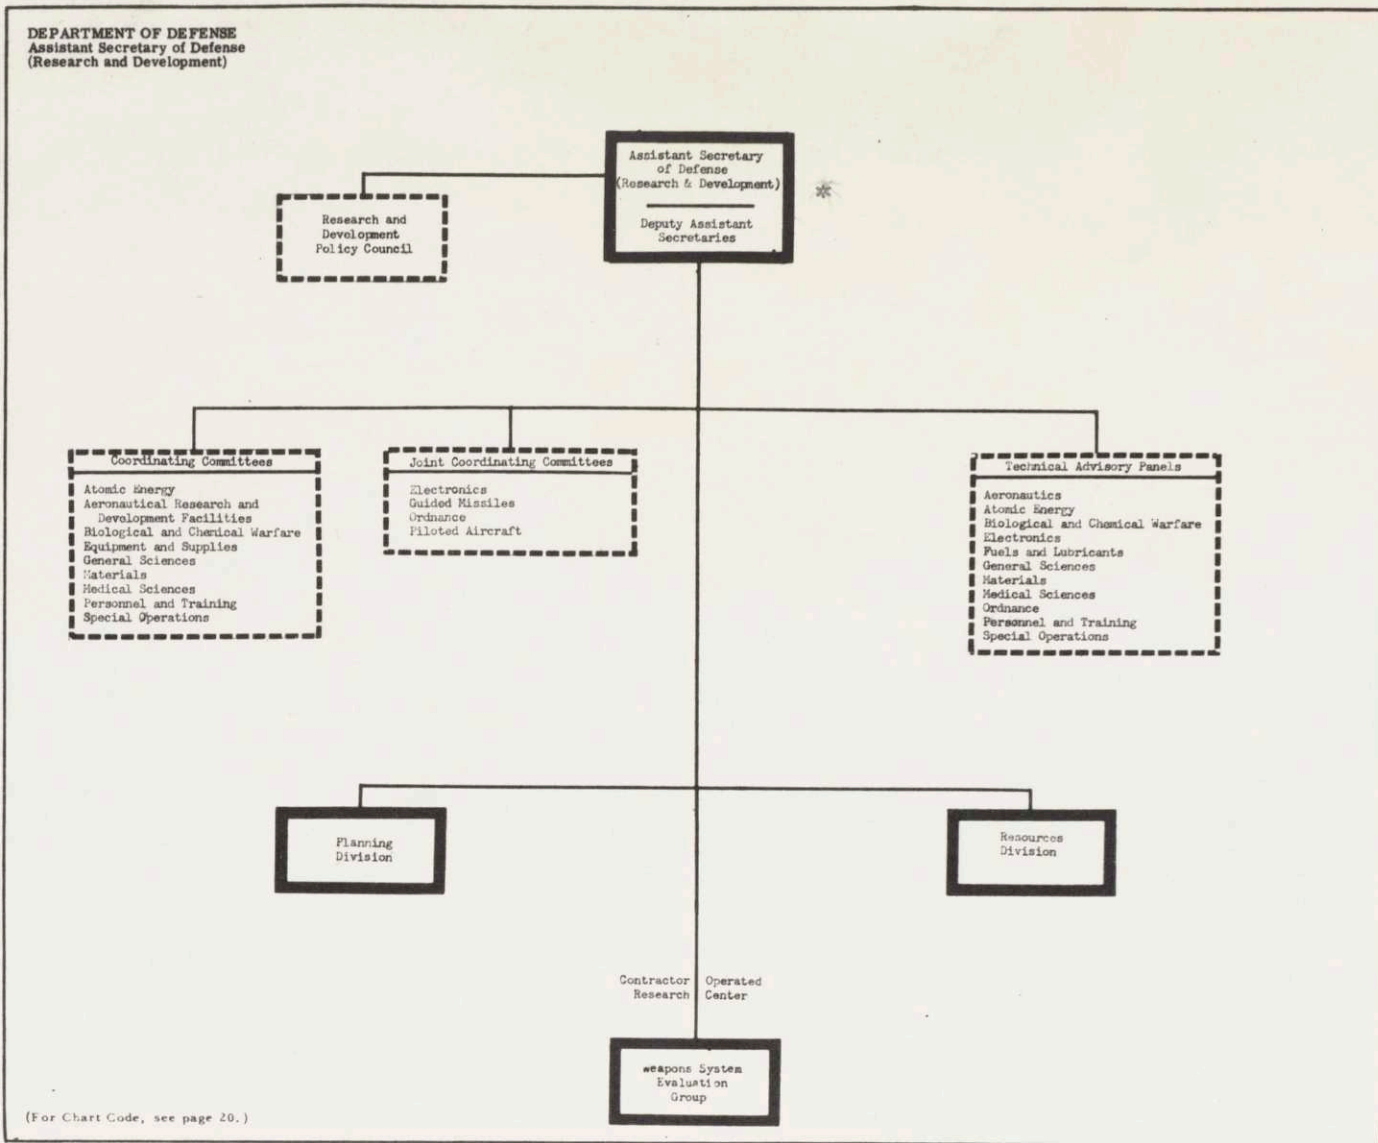 DEPARTMENT OF DEFENSE
Assistant Secretary of Defense
(Research and Development)
Assistant Secretary
of Defense
(Research & Development)
Deputy Assistant
Secretaries
*
Research and
Development
Policy Council
Coordinating Committees
Atomic Energy
Aeronautical Research and
Development Facilities
Biological and Chemical Warfare
Equipment and Supplies
General Sciences
Materials
Medical Sciences
Personnel and Training
Special Operations
Joint Coordinating Committees
Electronics
Guided Missiles
Ordnance
Piloted Aircraft
Technical Advisory Panels
Aeronautics
Atomic Energy
Biological and Chemical Warfare
Electronics
Fuels and Lubricants
General Sciences
Materials
Medical Sciences
Ordnance
Personnel and Training
Special Operations
Planning
Division
Resources
Division
Contractor Operated
Research Center
Weapons System
Evaluation
Group
(For Chart Code, see page 20.)